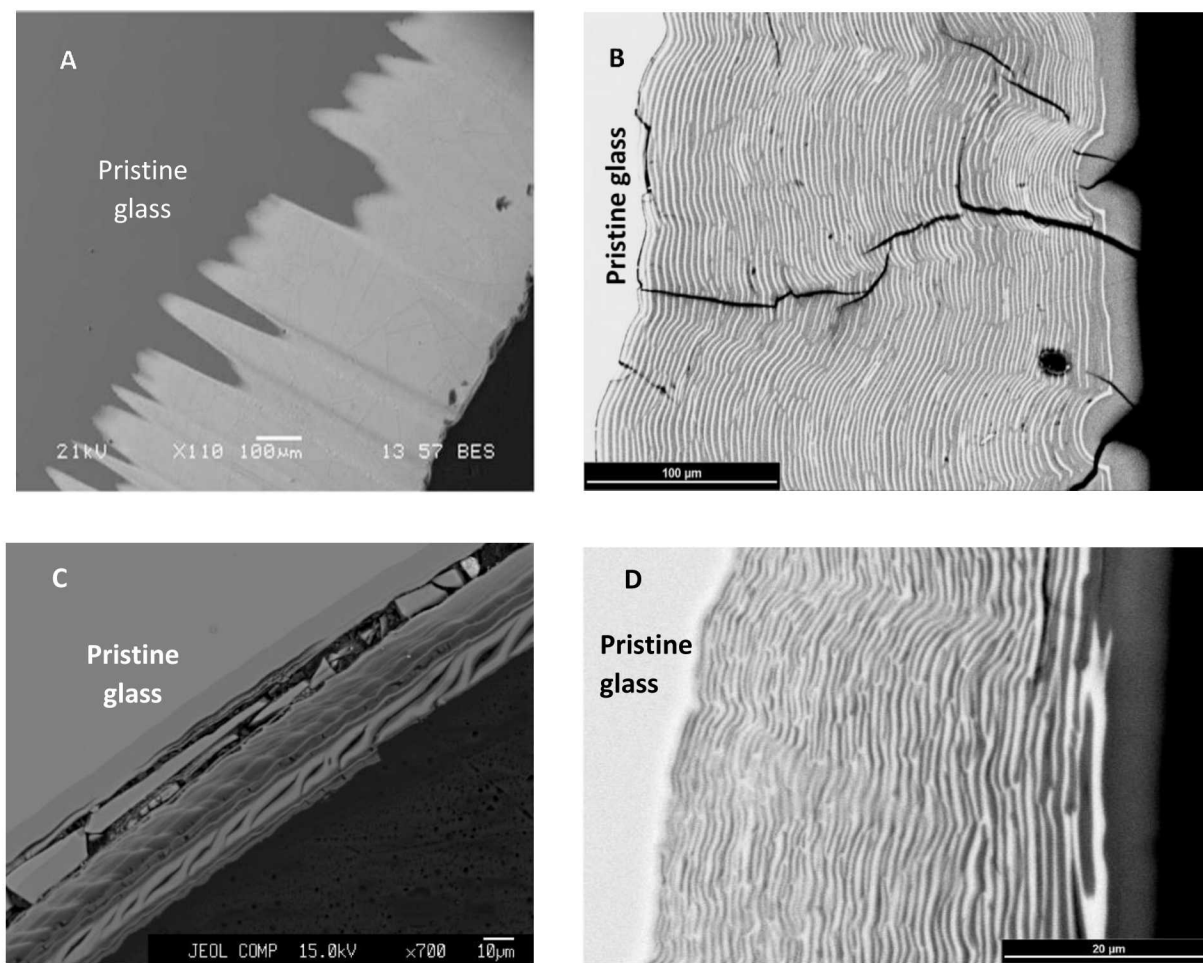 A
Pristine
glass
21kV X110 100µm 13 57 BES
B
Pristine glass
100 µm
C
Pristine
glass
JEOL COMP 15.0kV x700 10µm
D
Pristine
glass
20 µm